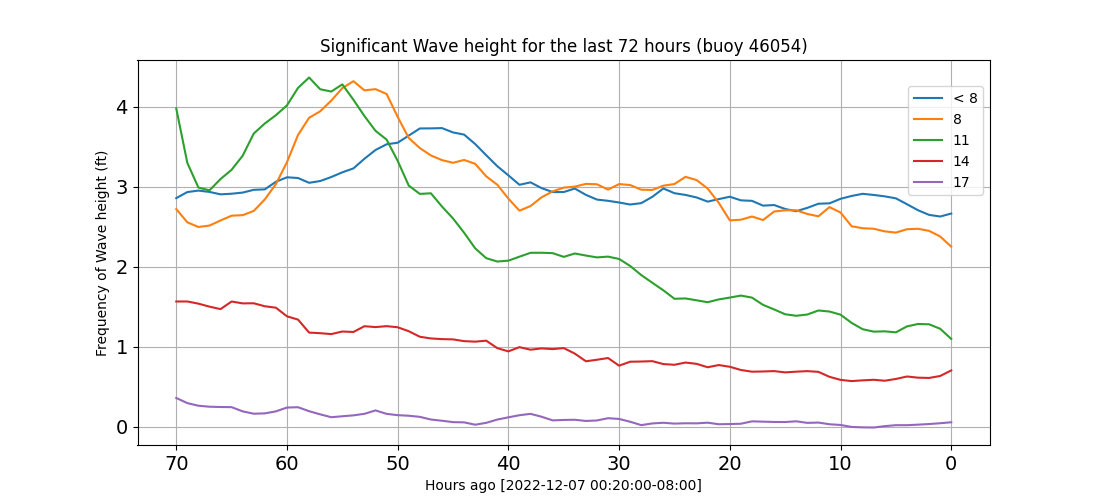 Significant Wave height for the last 72 hours (buoy 46054)
Frequency of Wave height (ft)
4
3
2
1
0
< 8
8
11
14
17
70 60 50 40 30 20 10 0
Hours ago [2022-12-07 00:20:00-08:00]